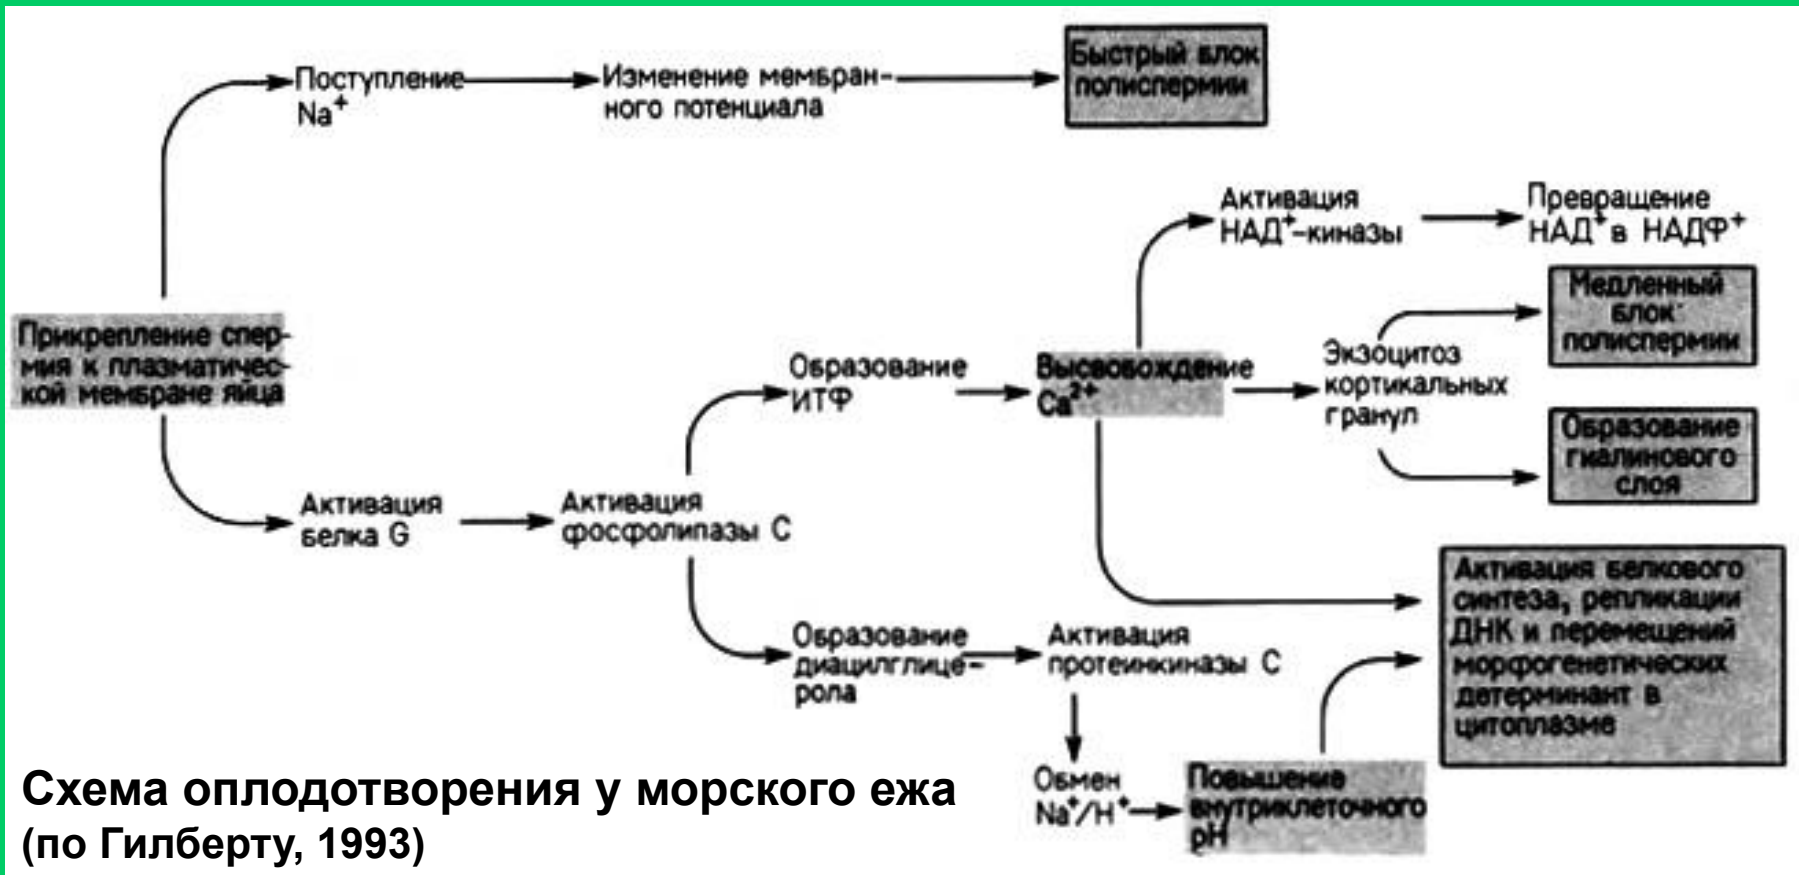 Поступление
Na⁺
Изменение мембран-
ного потенциала
Быстрый блок
полиспермии
Активация
НАД⁺-киназы
Превращение
НАД⁺ в НАДФ⁺
Прикрепление спер-
мия к плазматичес-
кой мембране яйца
Образование
ИТФ
Высвобождение
Ca²⁺
Экзоцитоз
кортикальных
гранул
Медленный
блок
полиспермии
Образование
гиалинового
слоя
Активация
белка G
Активация
фосфолипазы C
Образование
диацилглице-
рола
Активация
протеинкиназы C
Активация белкового
синтеза, репликации
ДНК и перемещений
морфогенетических
детерминант в
цитоплазме
Обмен
Na⁺/H⁺
Повышение
внутриклеточного
pH
Схема оплодотворения у морского ежа
(по Гилберту, 1993)